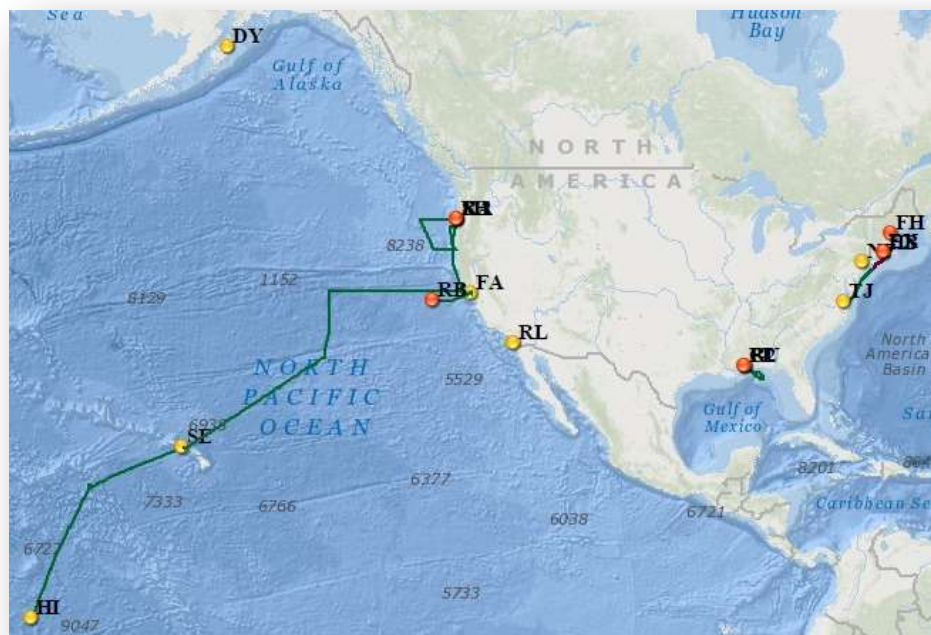 Sea
DY
Hudson
Bay
Gulf of
Alaska
NORTH
AMERICA
FH
8238
1152
FA
RB
TJ
8129
RL
North
America
Basin
NORTH
PACIFIC
OCEAN
5529
Gulf of
Mexico
6938
SE
8201
7333
6766
6377
6038
6721
Caribbean Se
672
5733
HI
9047